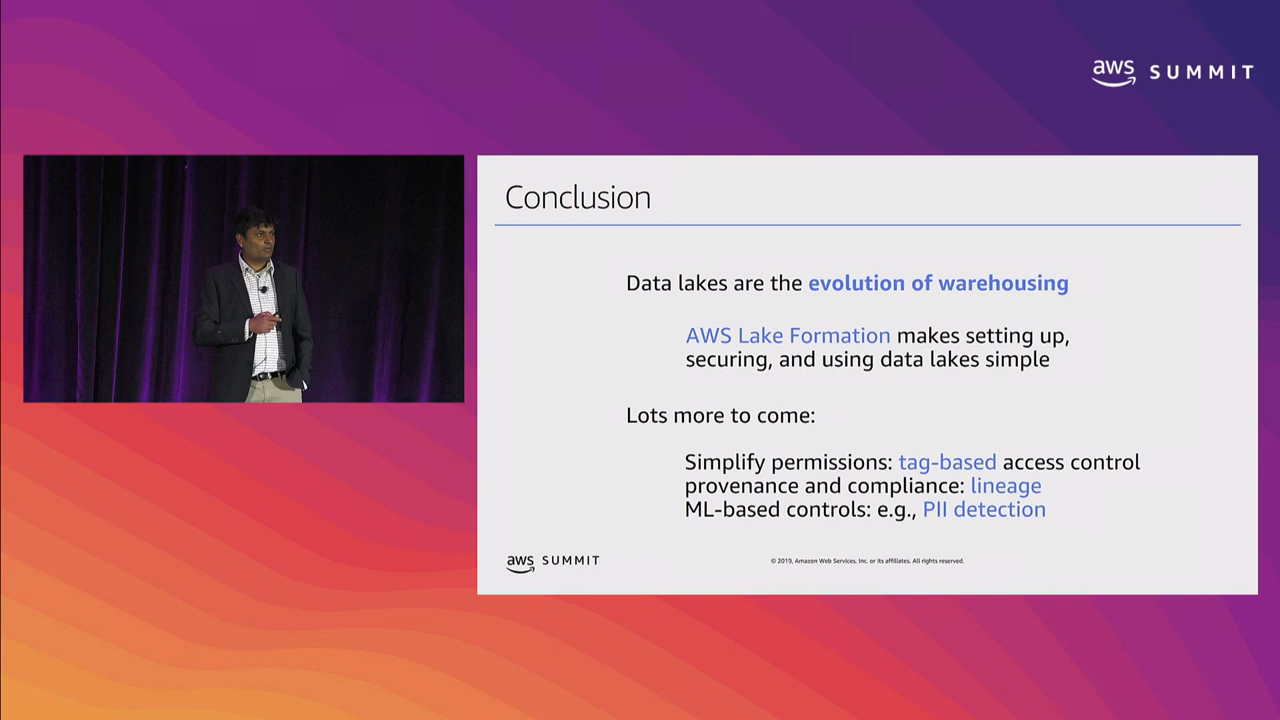 aws SUMMIT
Conclusion
Data lakes are the evolution of warehousing
AWS Lake Formation makes setting up,
securing, and using data lakes simple
Lots more to come:
Simplify permissions: tag-based access control
provenance and compliance: lineage
ML-based controls: e.g., PII detection
aws SUMMIT
© 2019, Amazon Web Services, Inc. or its affiliates. All rights reserved.